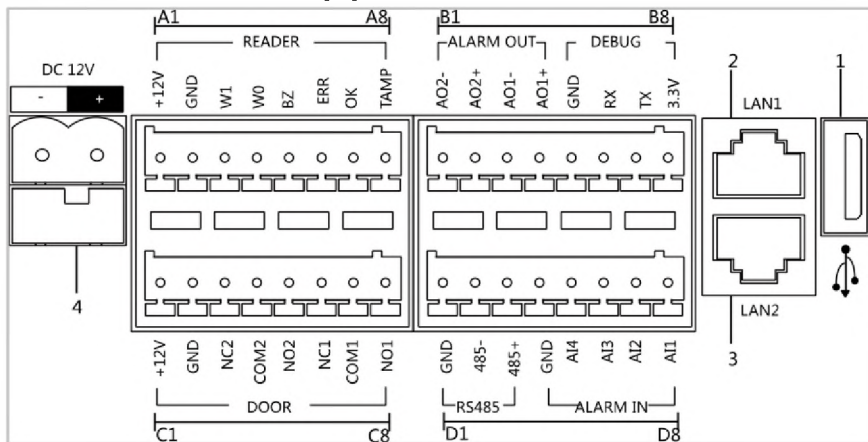 A1 A8 B1 B8
READER ALARM OUT DEBUG 2 1
DC 12V
- +
+12V GND W1 W0 BZ ERR OK TAMP AO2- AO2+ AO1- AO1+ GND RX TX 3.3V
LAN1
4
LAN2
+12V GND NC2 COM2 NO2 NC1 COM1 NO1 GND 485- 485+ GND AI4 AI3 AI2 AI1
3
DOOR RS485 ALARM IN
C1 C8 D1 D8